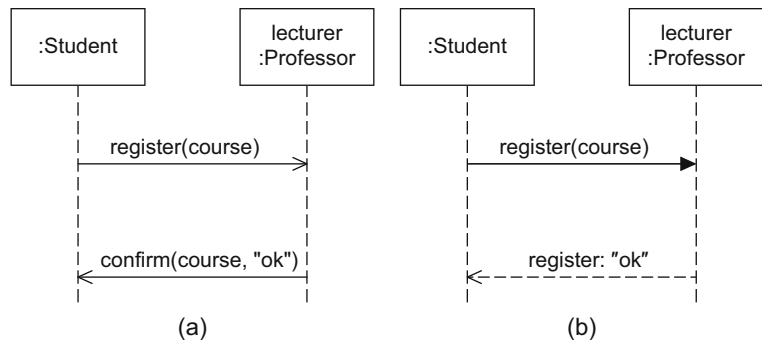 :Student
lecturer
:Professor
register(course)
confirm(course, "ok")
(a)
:Student
lecturer
:Professor
register(course)
register: "ok"
(b)